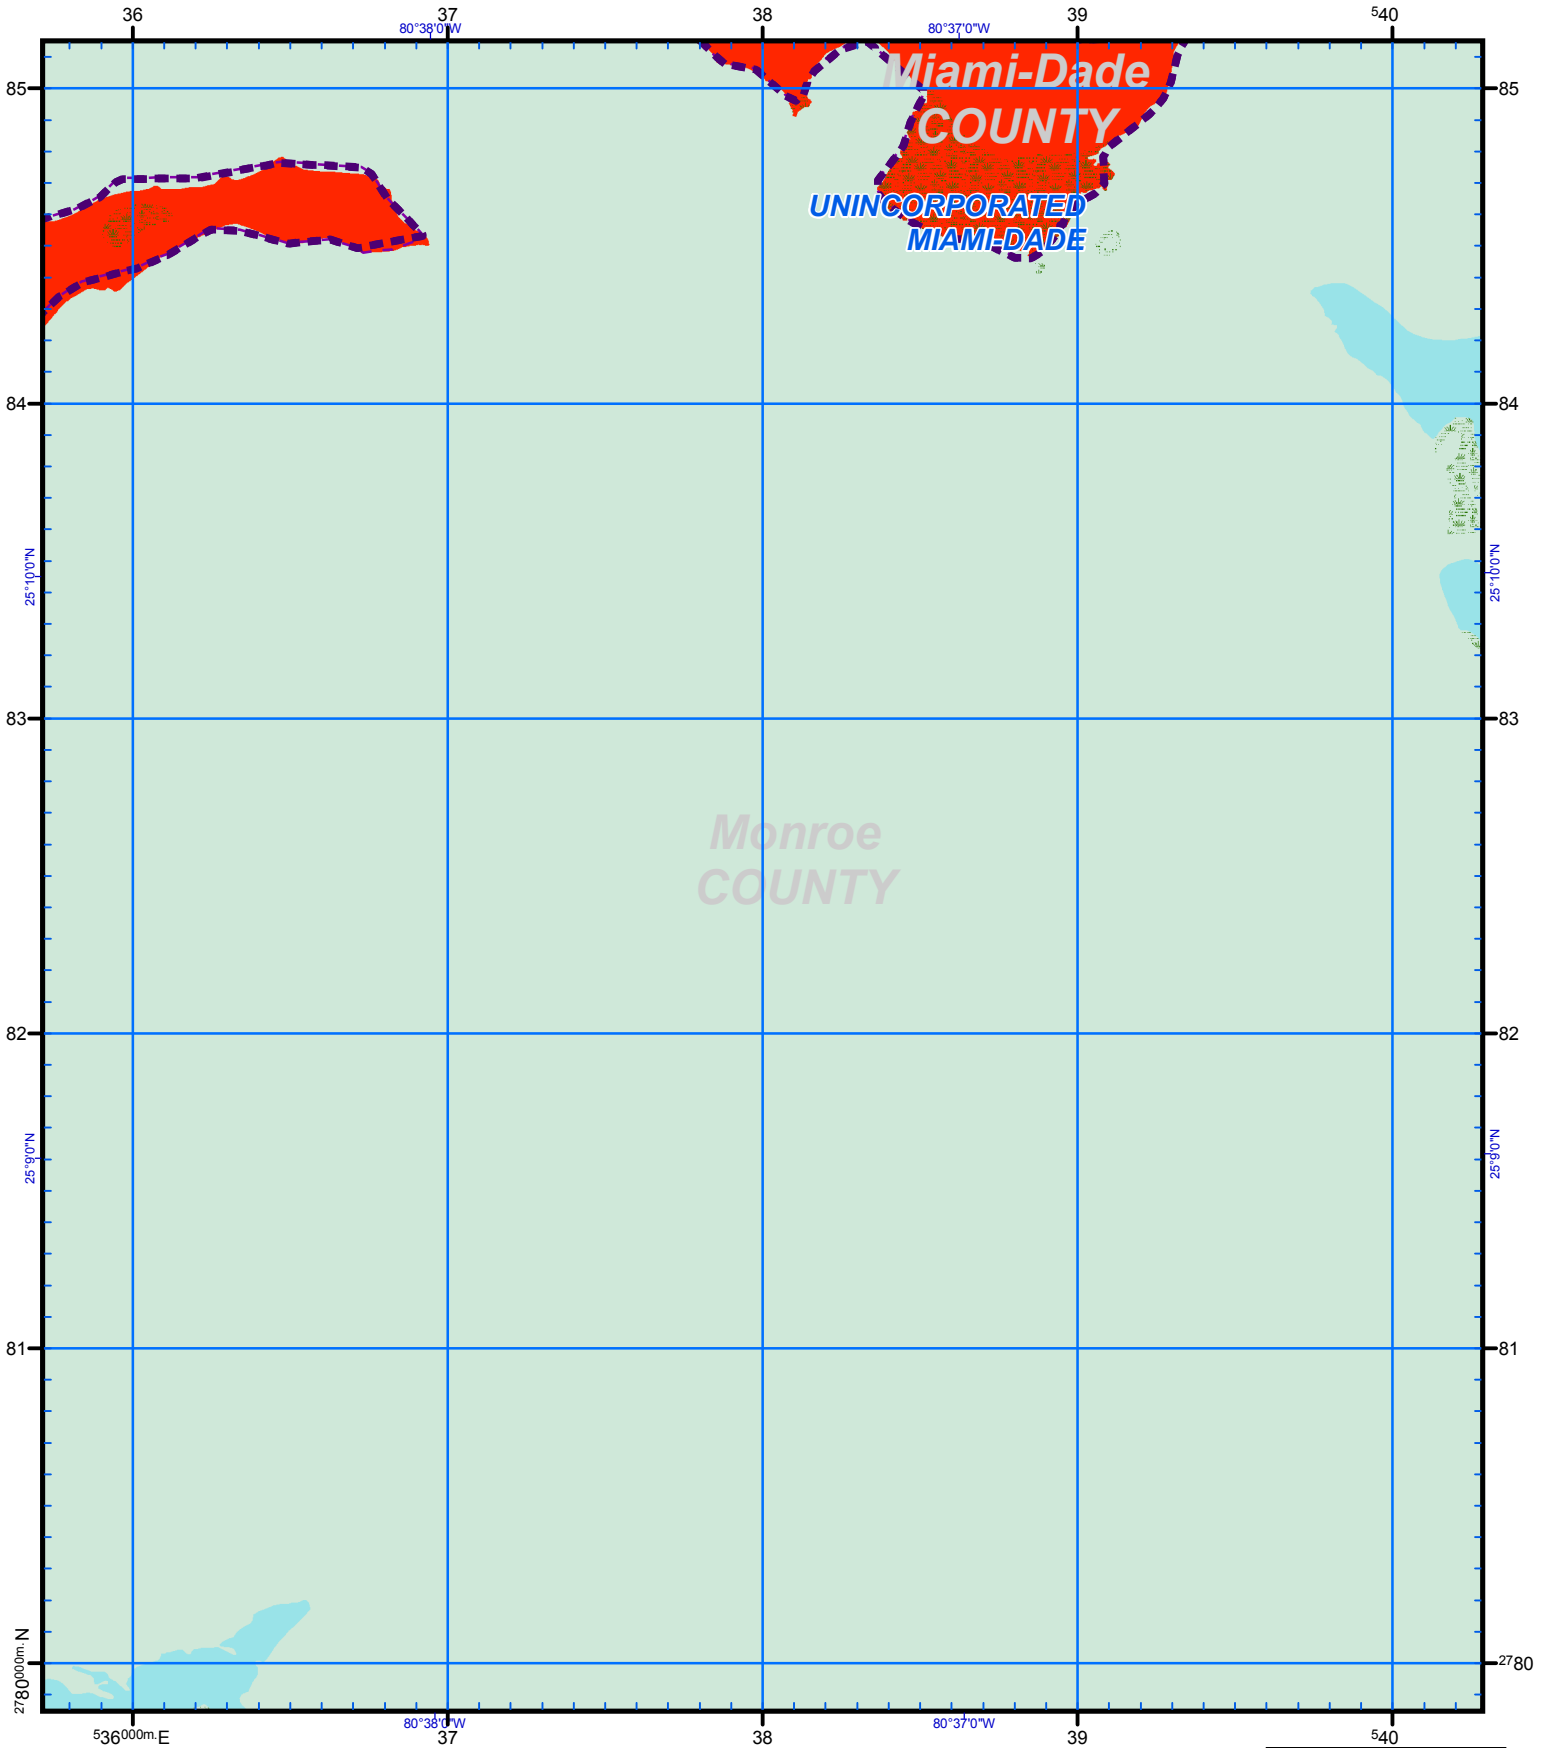 36 37 38 39 ⁵40
80°38'0"W 80°37'0"W
Miami-Dade
85 85
COUNTY
UNINCORPORATED
MIAMI-DADE
84 84
25°10'0"N 25°10'0"N
83 83
Monroe
COUNTY
82 82
25°9'0"N 25°9'0"N
81 81
²⁷80⁰⁰⁰ᵐ· N ²⁷80
80°38'0"W 80°37'0"W
⁵36⁰⁰⁰ᵐ· E 37 38 39 ⁵40